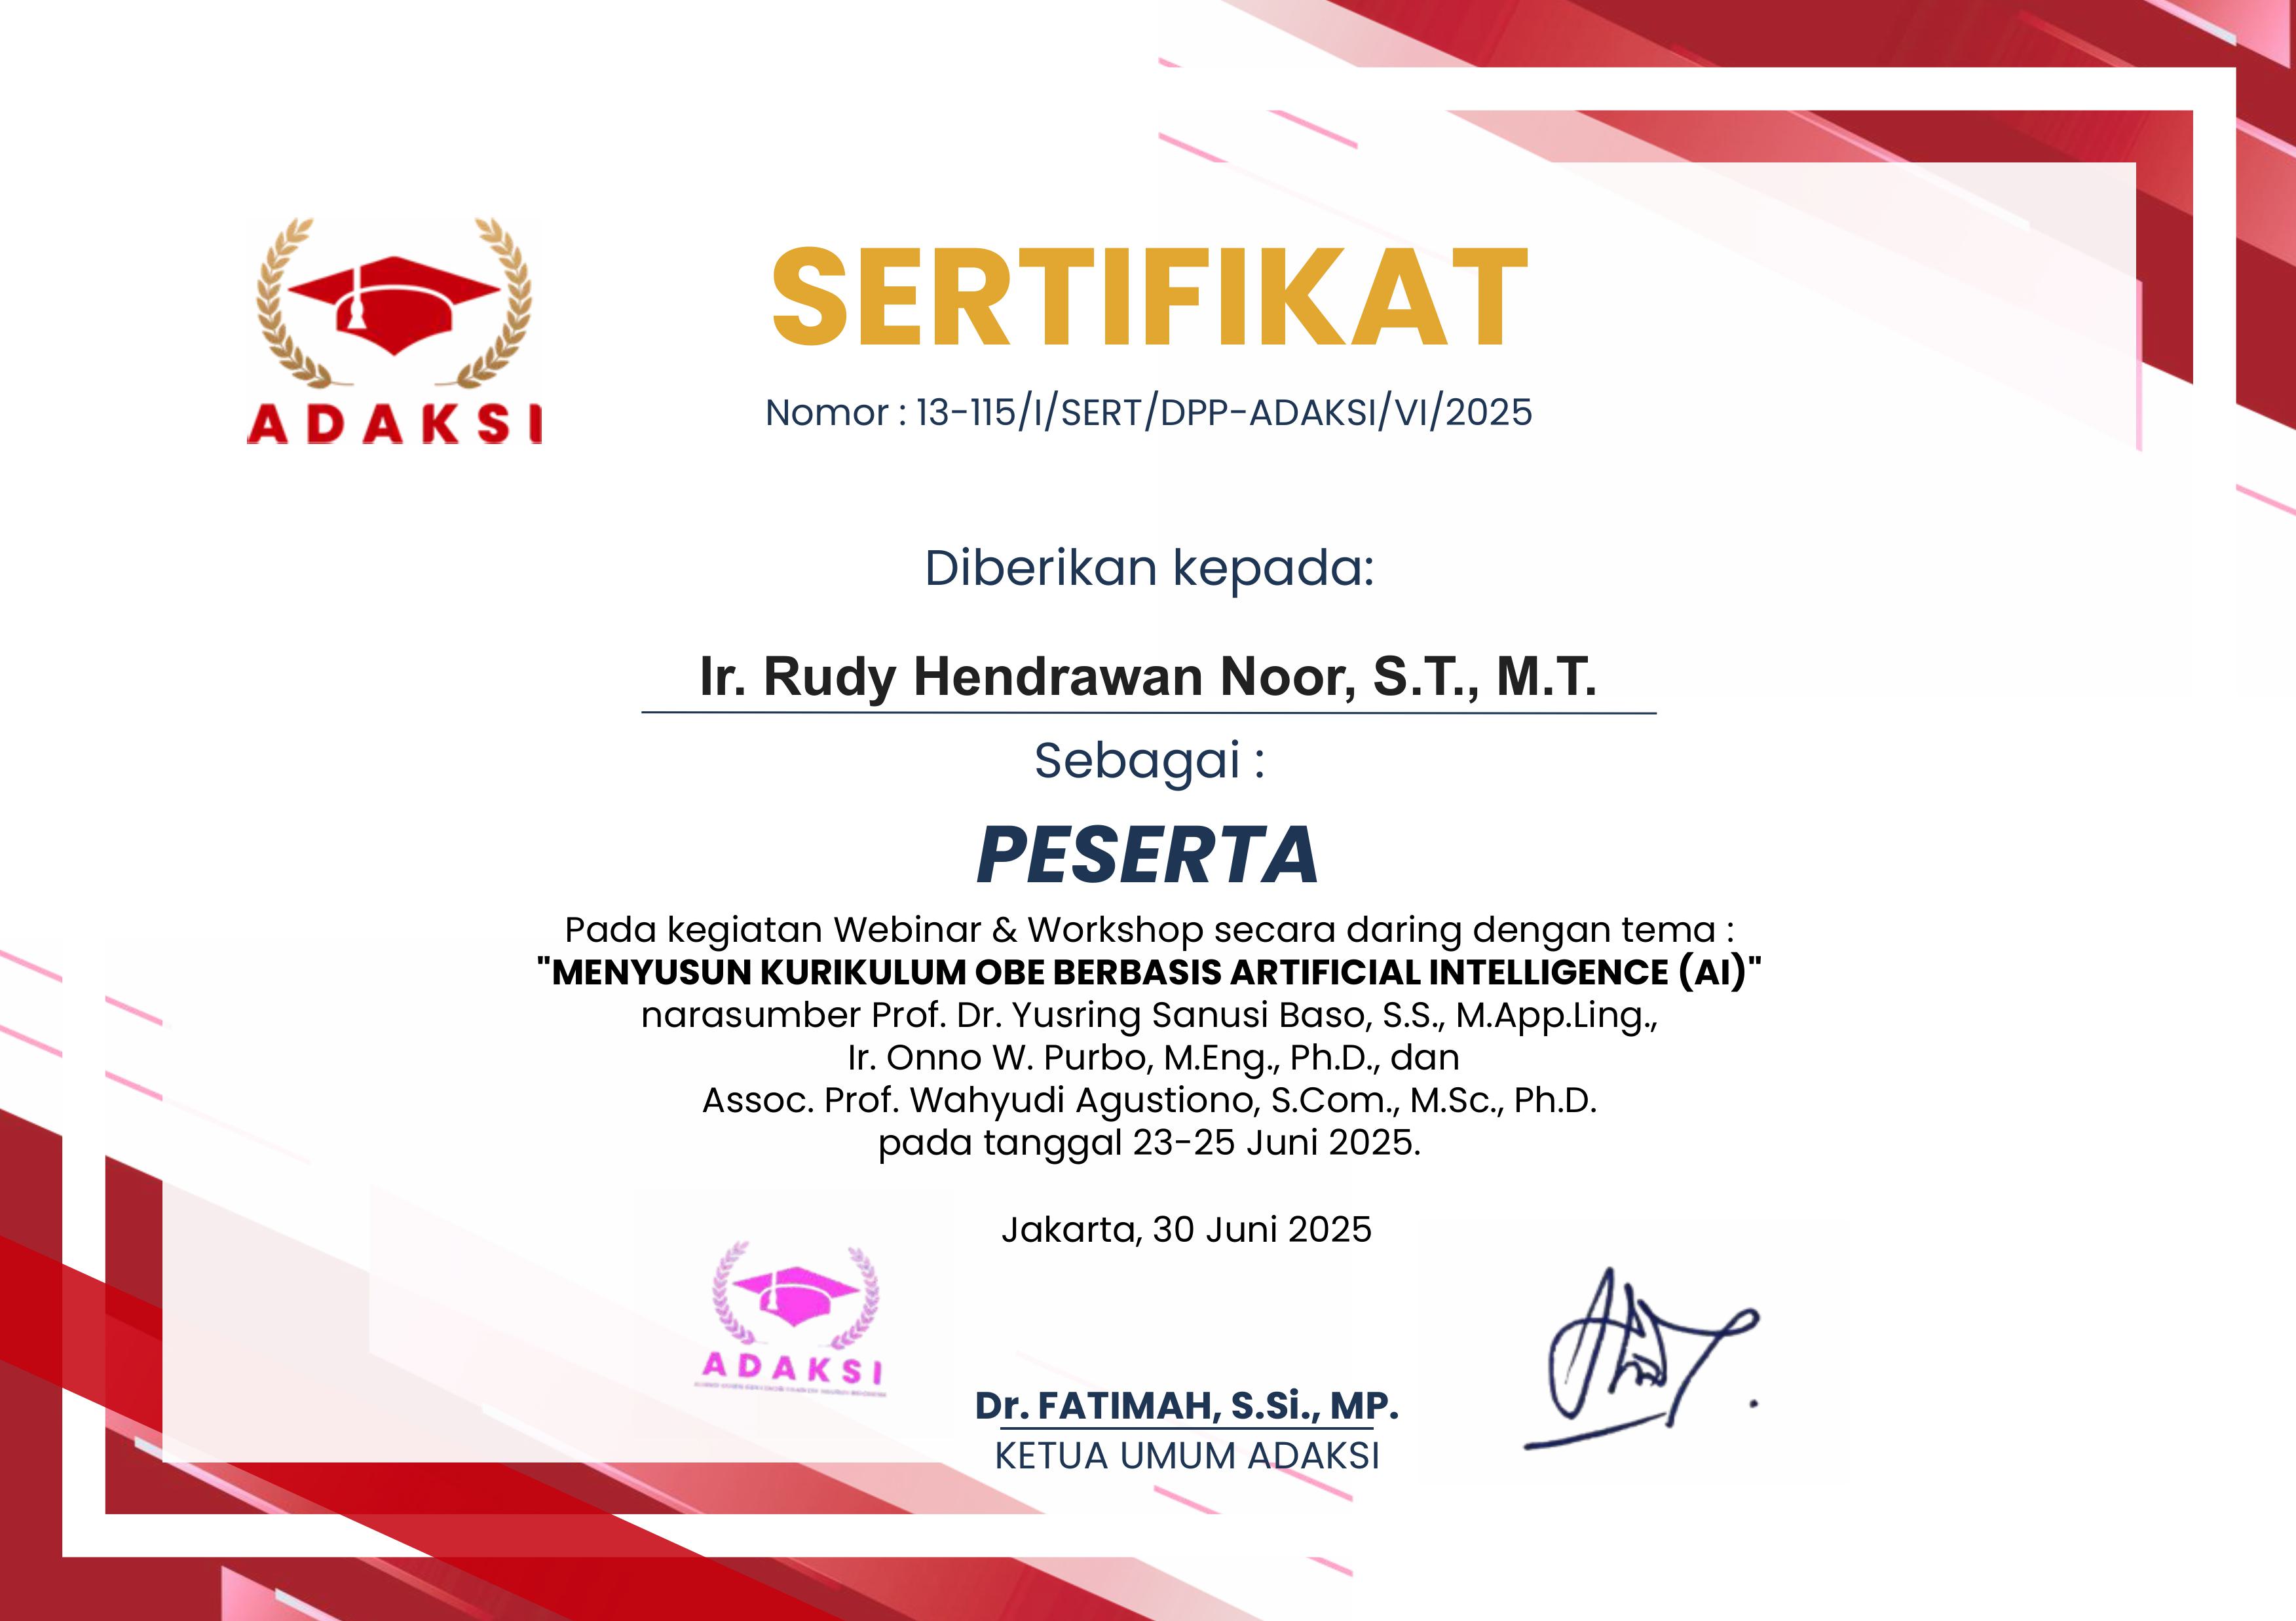 ADAKSI
SERTIFIKAT
Nomor : 13-115/I/SERT/DPP-ADAKSI/VI/2025
Diberikan kepada:
Ir. Rudy Hendrawan Noor, S.T., M.T.
Sebagai :
PESERTA
Pada kegiatan Webinar & Workshop secara daring dengan tema :
"MENYUSUN KURIKULUM OBE BERBASIS ARTIFICIAL INTELLIGENCE (AI)"
narasumber Prof. Dr. Yusring Sanusi Baso, S.S., M.App.Ling.,
Ir. Onno W. Purbo, M.Eng., Ph.D., dan
Assoc. Prof. Wahyudi Agustiono, S.Com., M.Sc., Ph.D.
pada tanggal 23-25 Juni 2025.
Jakarta, 30 Juni 2025
ADAKSI
Dr. FATIMAH, S.Si., MP.
KETUA UMUM ADAKSI